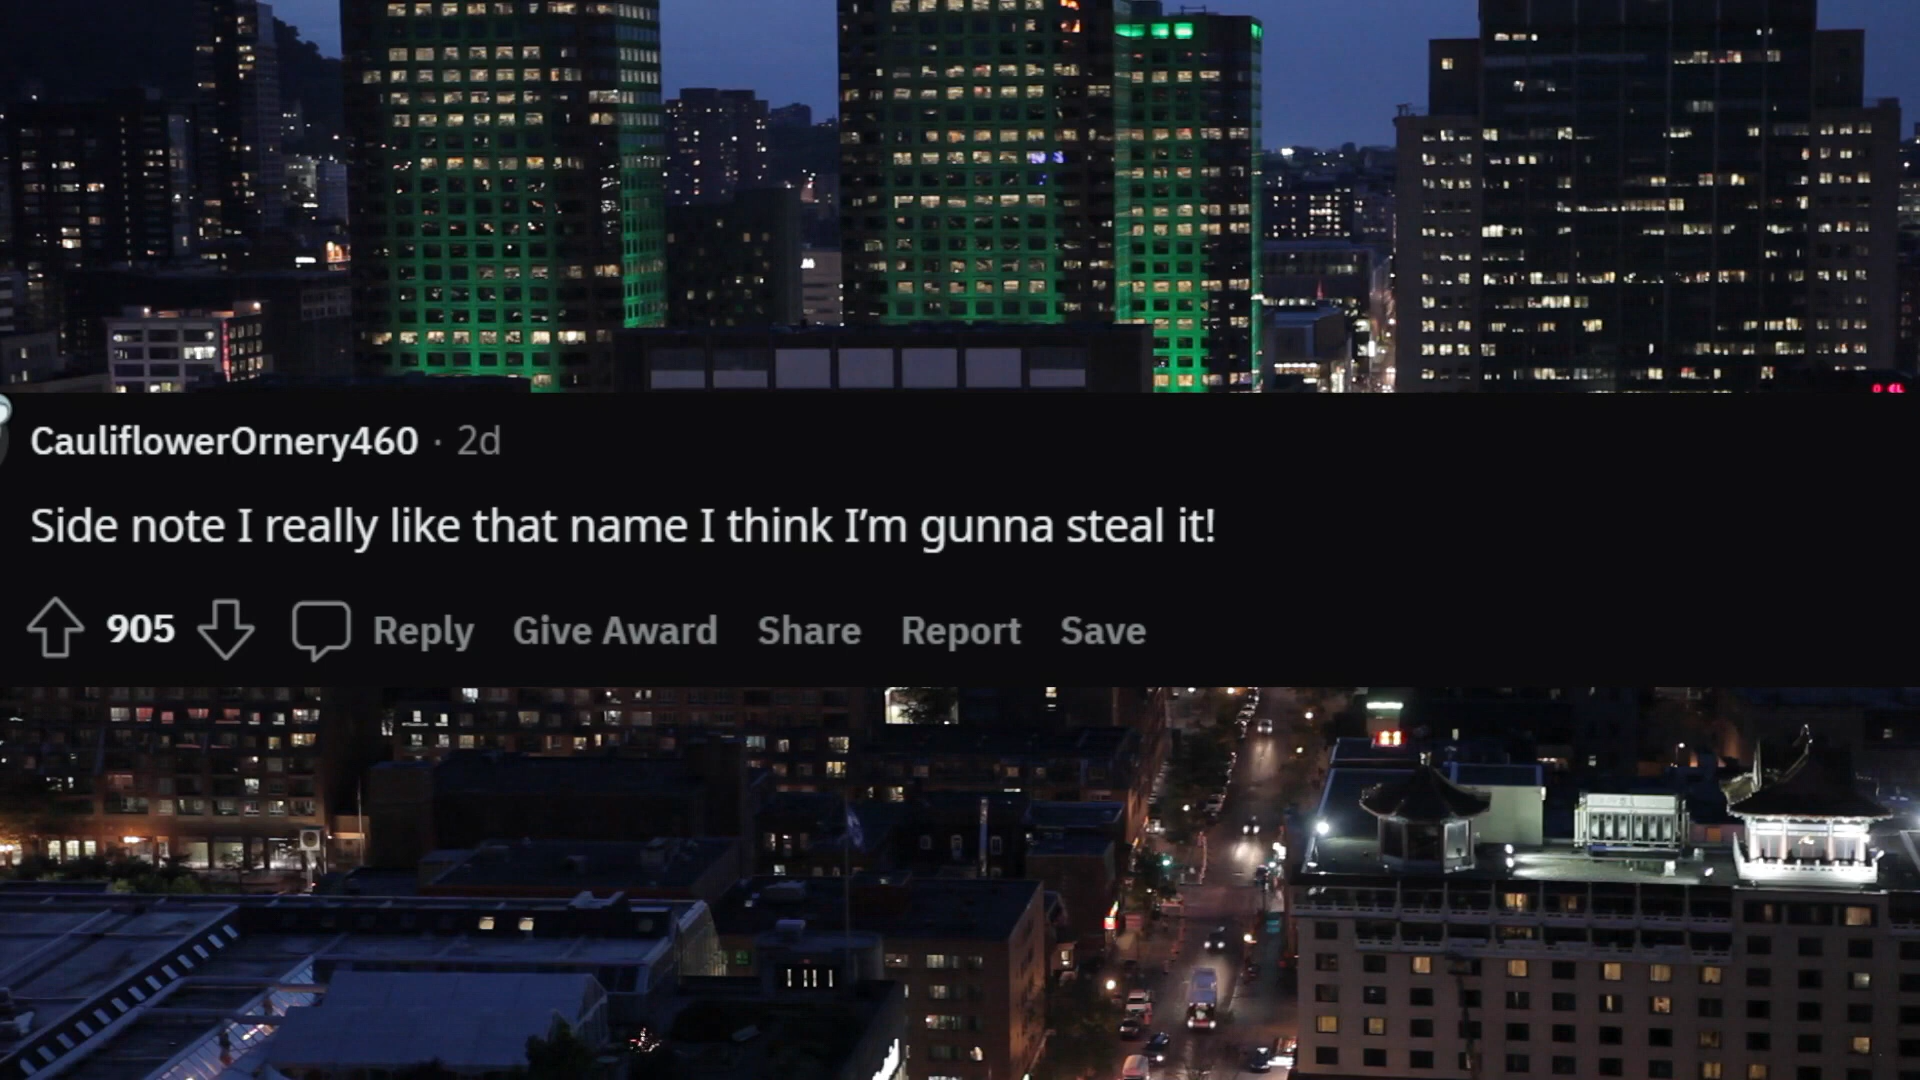 CauliflowerOrnery460 · 2d
Side note I really like that name I think I’m gunna steal it!
905 Reply Give Award Share Report Save